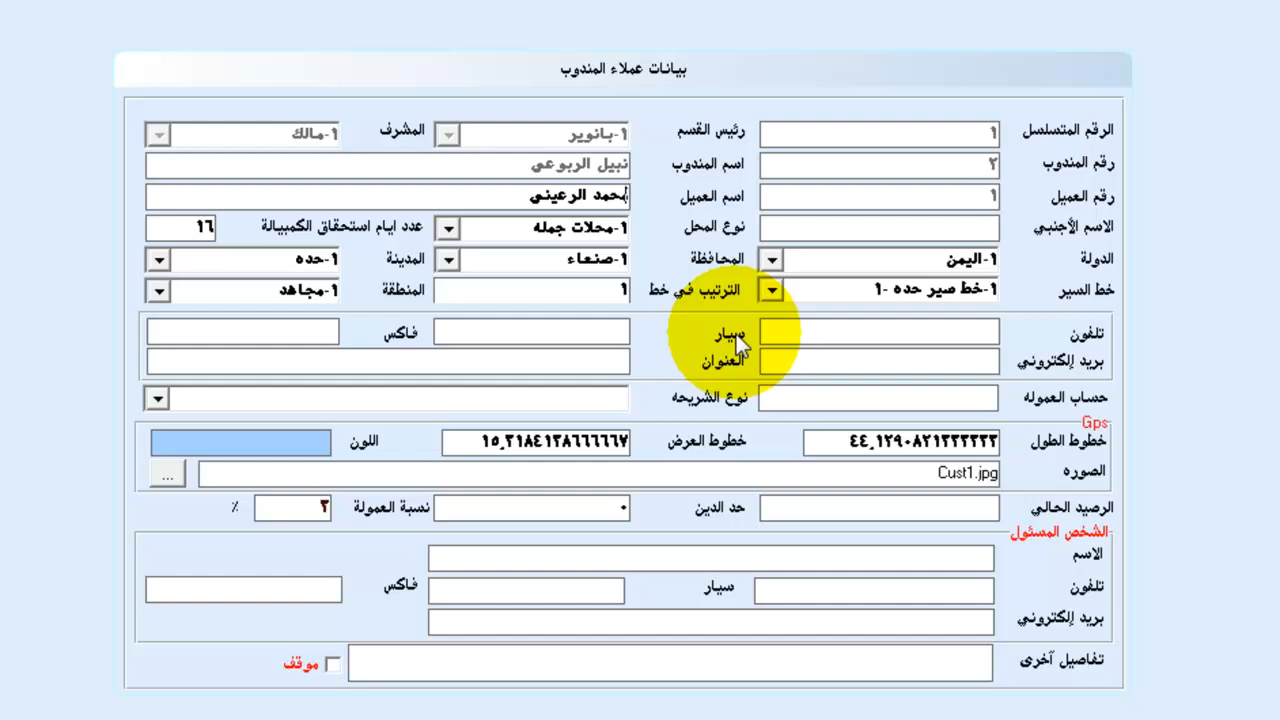 بيانات عملاء المندوب
الرقم المتسلسل ١ رئيس القسم ١-بانوير المشرف ١-مالك
رقم المندوب ٢ اسم المندوب نبيل الربوعي
رقم العميل ١ اسم العميل محمد الرعيني
الاسم الأجنبي نوع المحل ١-محلات جمله عدد ايام استحقاق الكمبيالة ١٦
الدولة ١-اليمن المحافظة ١-صنعاء المدينة ١-حده
خط السير ١-خط صير حده -١ الترتيب في خط ١ المنطقة ١-مجاهد
تلفون سيار فاكس
بريد إلكتروني العنوان
حساب العموله نوع الشريحه
Gps
خطوط الطول ٤٤,١٢٩٠٨٢١٣٣٣٣٣٣ خطوط العرض ١٥,٣١٨٤١٣٨٦٦٦٦٦٧ اللون
الصوره Cust1.jpg ...
الرصيد الحالي حد الدين ٠ نسبة العمولة ٣ ٪
الشخص المسئول
الاسم
تلفون سيار فاكس
بريد إلكتروني
تفاصيل آخرى موقف